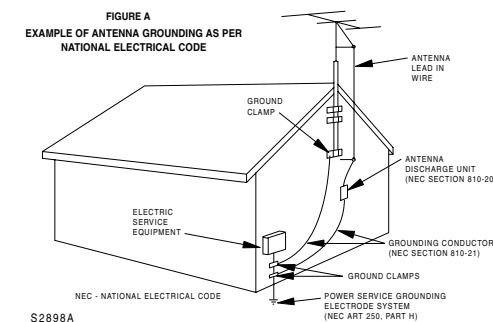 FIGURE A
EXAMPLE OF ANTENNA GROUNDING AS PER
NATIONAL ELECTRICAL CODE
ANTENNA
LEAD IN
WIRE
GROUND
CLAMP
ANTENNA
DISCHARGE UNIT
(NEC SECTION 810-20
ELECTRIC
SERVICE
EQUIPMENT
GROUNDING CONDUCTOR
(NEC SECTION 810-21)
GROUND CLAMPS
NEC - NATIONAL ELECTRICAL CODE
POWER SERVICE GROUNDING
ELECTRODE SYSTEM
(NEC ART 250, PART H)
S2898A